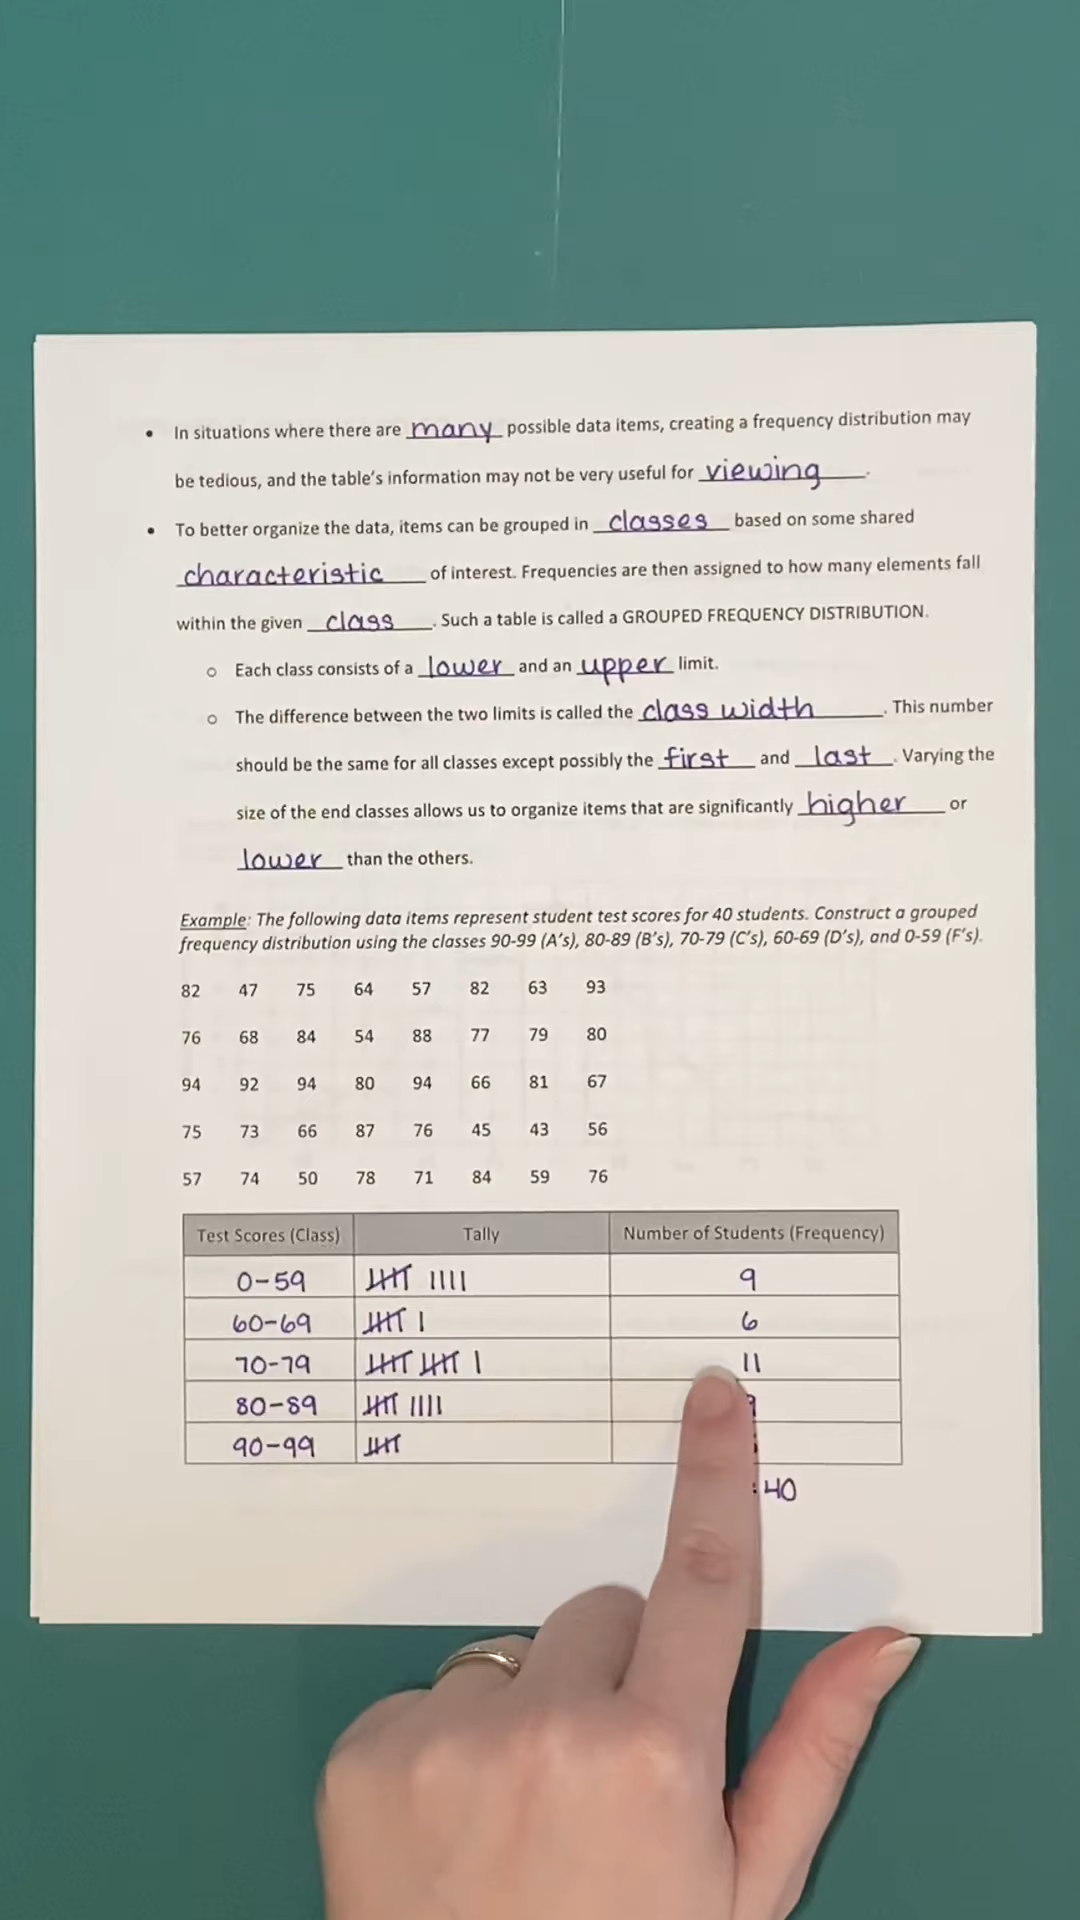 • In situations where there are many possible data items, creating a frequency distribution may
be tedious, and the table's information may not be very useful for viewing.
• To better organize the data, items can be grouped in classes based on some shared
characteristic of interest. Frequencies are then assigned to how many elements fall
within the given class. Such a table is called a GROUPED FREQUENCY DISTRIBUTION.
o Each class consists of a lower and an upper limit.
o The difference between the two limits is called the class width. This number
should be the same for all classes except possibly the first and last. Varying the
size of the end classes allows us to organize items that are significantly higher or
lower than the others.
Example: The following data items represent student test scores for 40 students. Construct a grouped
frequency distribution using the classes 90-99 (A's), 80-89 (B's), 70-79 (C's), 60-69 (D's), and 0-59 (F's).
82 47 75 64 57 82 63 93
76 68 84 54 88 77 79 80
94 92 94 80 94 66 81 67
75 73 66 87 76 45 43 56
57 74 50 78 71 84 59 76
Test Scores (Class) Tally Number of Students (Frequency)
0-59 9
60-69 6
70-79 11
80-89
90-99
40